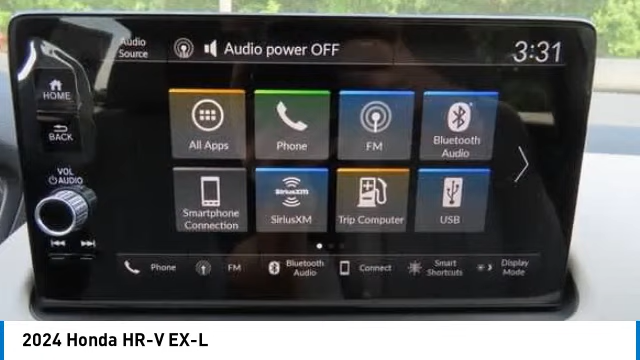 Audio
Source
Audio power OFF
3:31
HOME
BACK
VOL
AUDIO
All Apps
Phone
FM
Bluetooth
Audio
Smartphone
Connection
SiriusXM
SiriusXM
Trip Computer
USB
Phone
FM
Bluetooth
Audio
Connect
Smart
Shortcuts
Display
Mode
2024 Honda HR-V EX-L